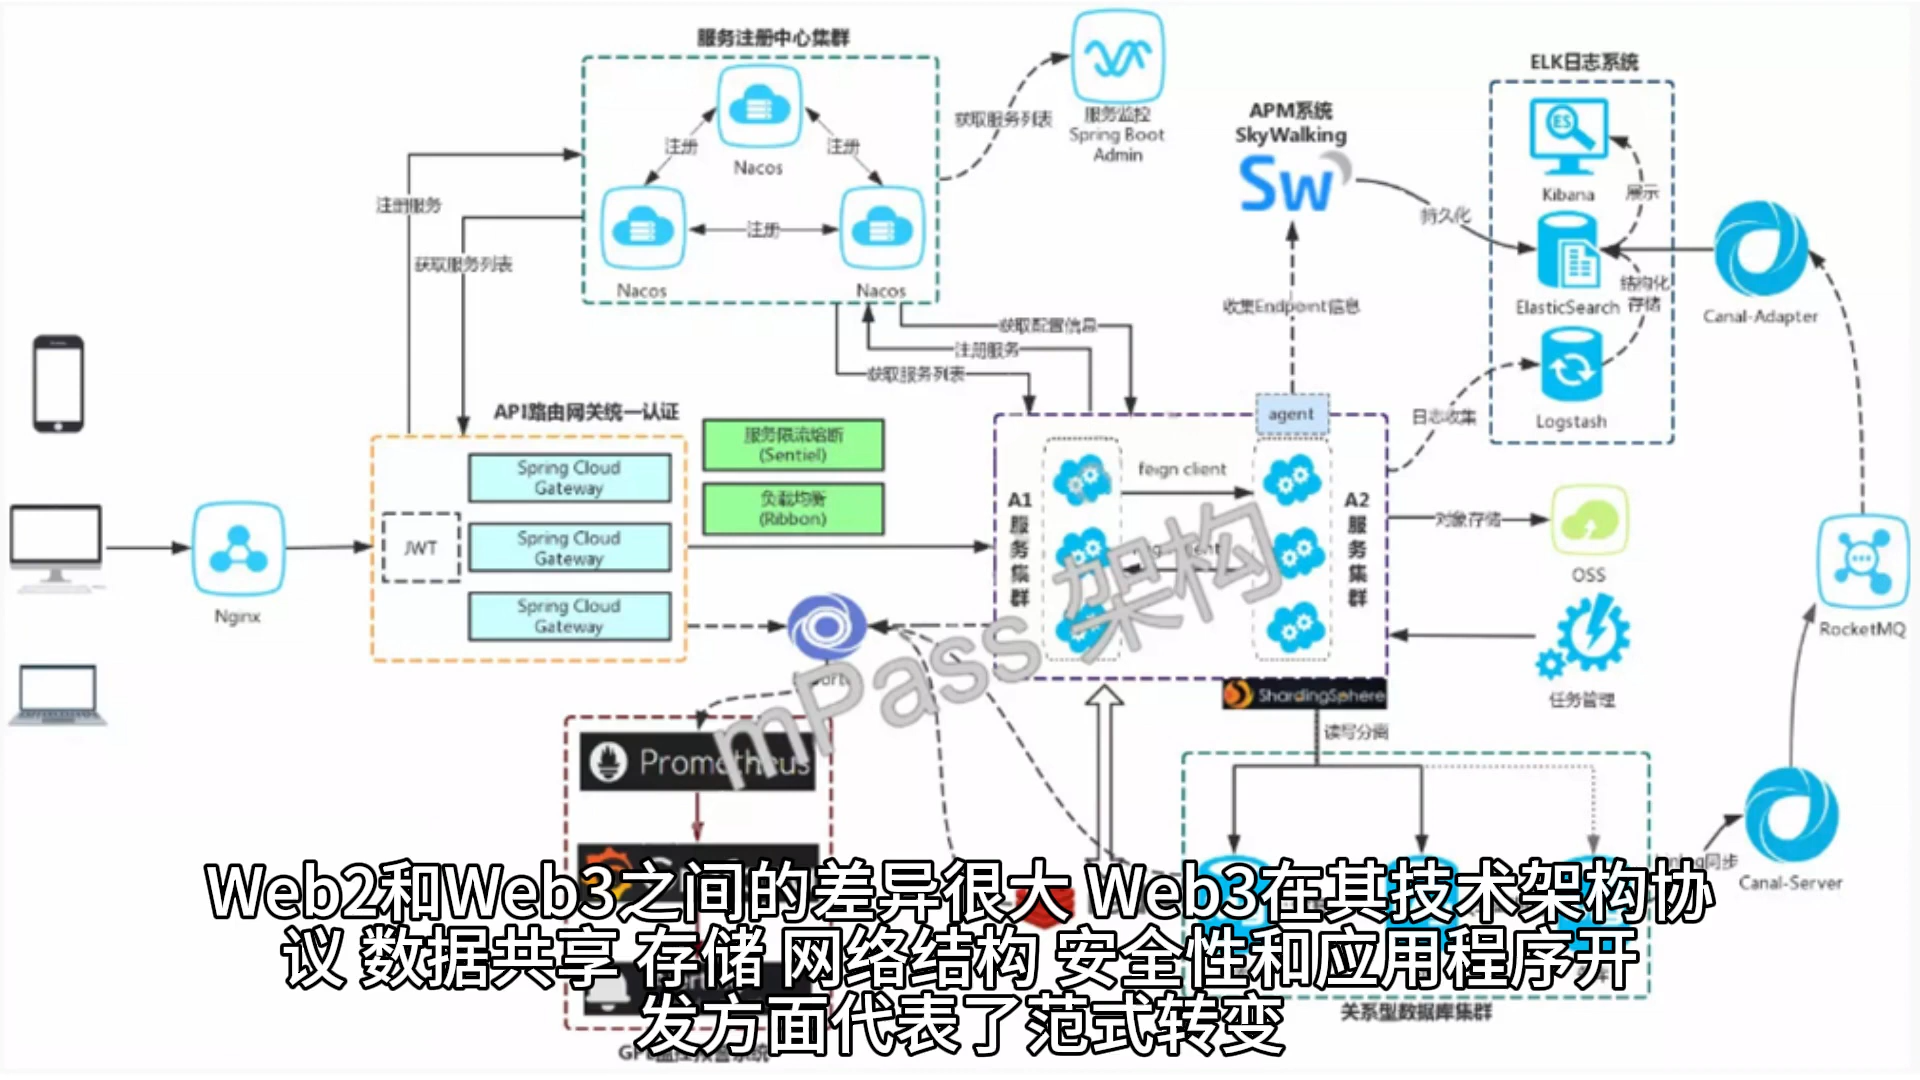 服务注册中心集群
Nacos
注册
注册
Nacos
注册
Nacos
获取服务列表
服务监控
Spring Boot
Admin
APM系统
SkyWalking
Sw
持久化
收集Endpoint信息
ELK日志系统
ES
Kibana
展示
ElasticSearch
结构化
存储
Logstash
日志收集
Canal-Adapter
注册服务
获取服务列表
获取配置信息
注册服务
获取服务列表
API路由网关统一认证
JWT
Spring Cloud
Gateway
Spring Cloud
Gateway
Spring Cloud
Gateway
服务限流熔断
(Sentiel)
负载均衡
(Ribbon)
Nginx
agent
A1
服
务
集
群
feign client
A2
服
务
集
群
对象存储
OSS
任务管理
RocketMQ
ShardingSphere
读写分离
mPass 架构
Prometheus
Canal-Server
Web2和Web3之间的差异很大 Web3在其技术架构协
议 数据共享 存储 网络结构 安全性和应用程序开
发方面代表了范式转变
关系型数据库集群